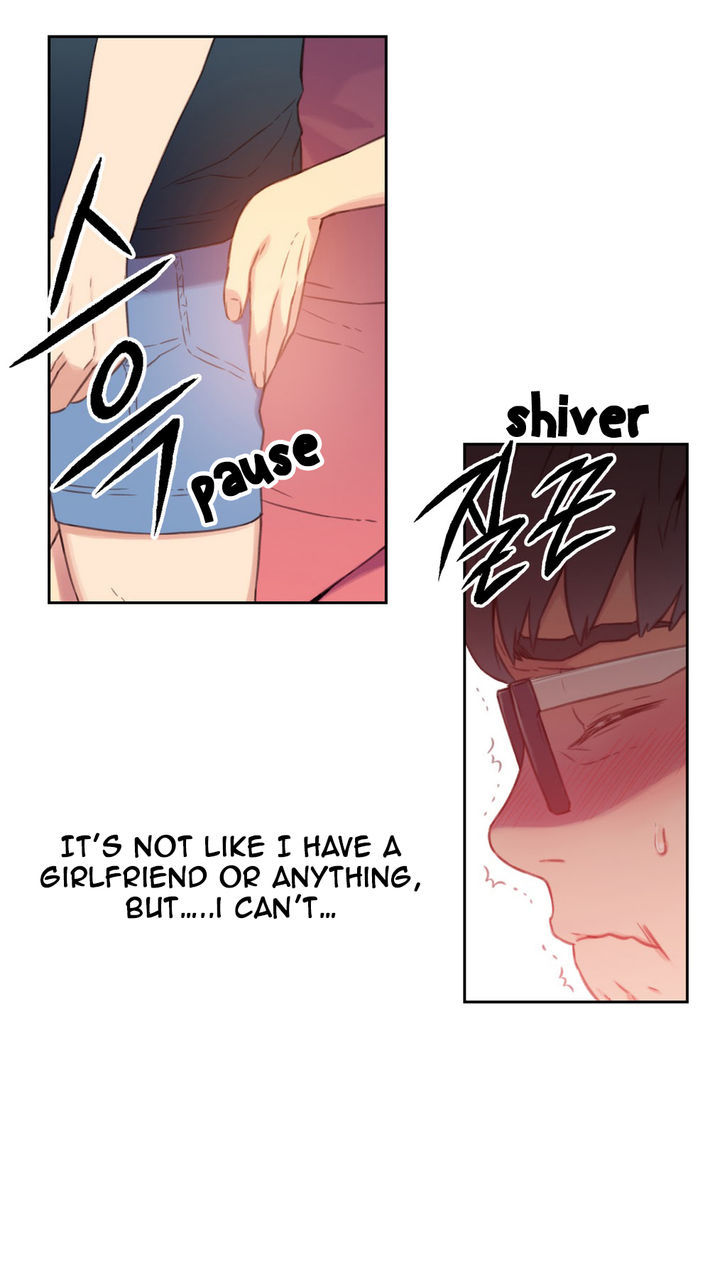 스윽
pause
shiver
질끈
IT'S NOT LIKE I HAVE A
GIRLFRIEND OR ANYTHING,
BUT.....I CAN'T...